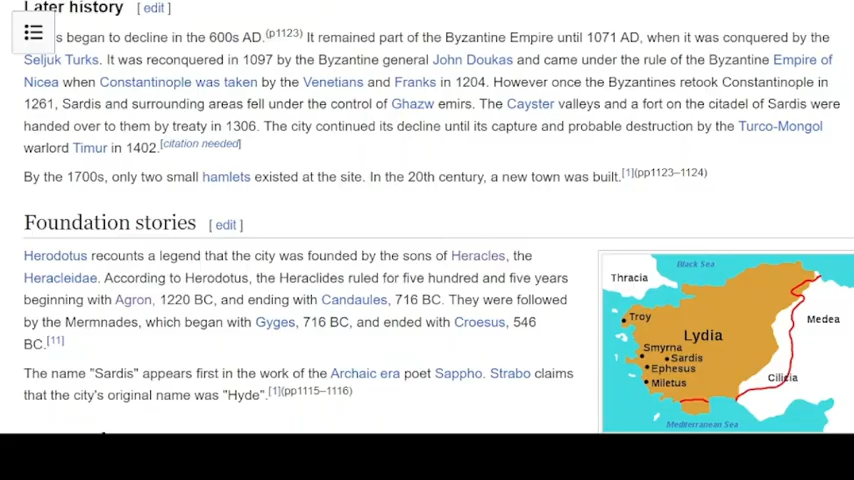 Later history [ edit ]
s began to decline in the 600s AD.(p1123) It remained part of the Byzantine Empire until 1071 AD, when it was conquered by the
Seljuk Turks. It was reconquered in 1097 by the Byzantine general John Doukas and came under the rule of the Byzantine Empire of
Nicea when Constantinople was taken by the Venetians and Franks in 1204. However once the Byzantines retook Constantinople in
1261, Sardis and surrounding areas fell under the control of Ghazw emirs. The Cayster valleys and a fort on the citadel of Sardis were
handed over to them by treaty in 1306. The city continued its decline until its capture and probable destruction by the Turco-Mongol
warlord Timur in 1402.[citation needed]
By the 1700s, only two small hamlets existed at the site. In the 20th century, a new town was built.[1](pp1123–1124)
Foundation stories [ edit ]
Herodotus recounts a legend that the city was founded by the sons of Heracles, the
Heracleidae. According to Herodotus, the Heraclides ruled for five hundred and five years
beginning with Agron, 1220 BC, and ending with Candaules, 716 BC. They were followed
by the Mermnades, which began with Gyges, 716 BC, and ended with Croesus, 546
BC.[11]
The name "Sardis" appears first in the work of the Archaic era poet Sappho. Strabo claims
that the city's original name was "Hyde".[1](pp1115–1116)
Black Sea
Thracia
Troy
Medea
Lydia
Smyrna
Sardis
Ephesus
Miletus
Cilicia
Mediterranean Sea